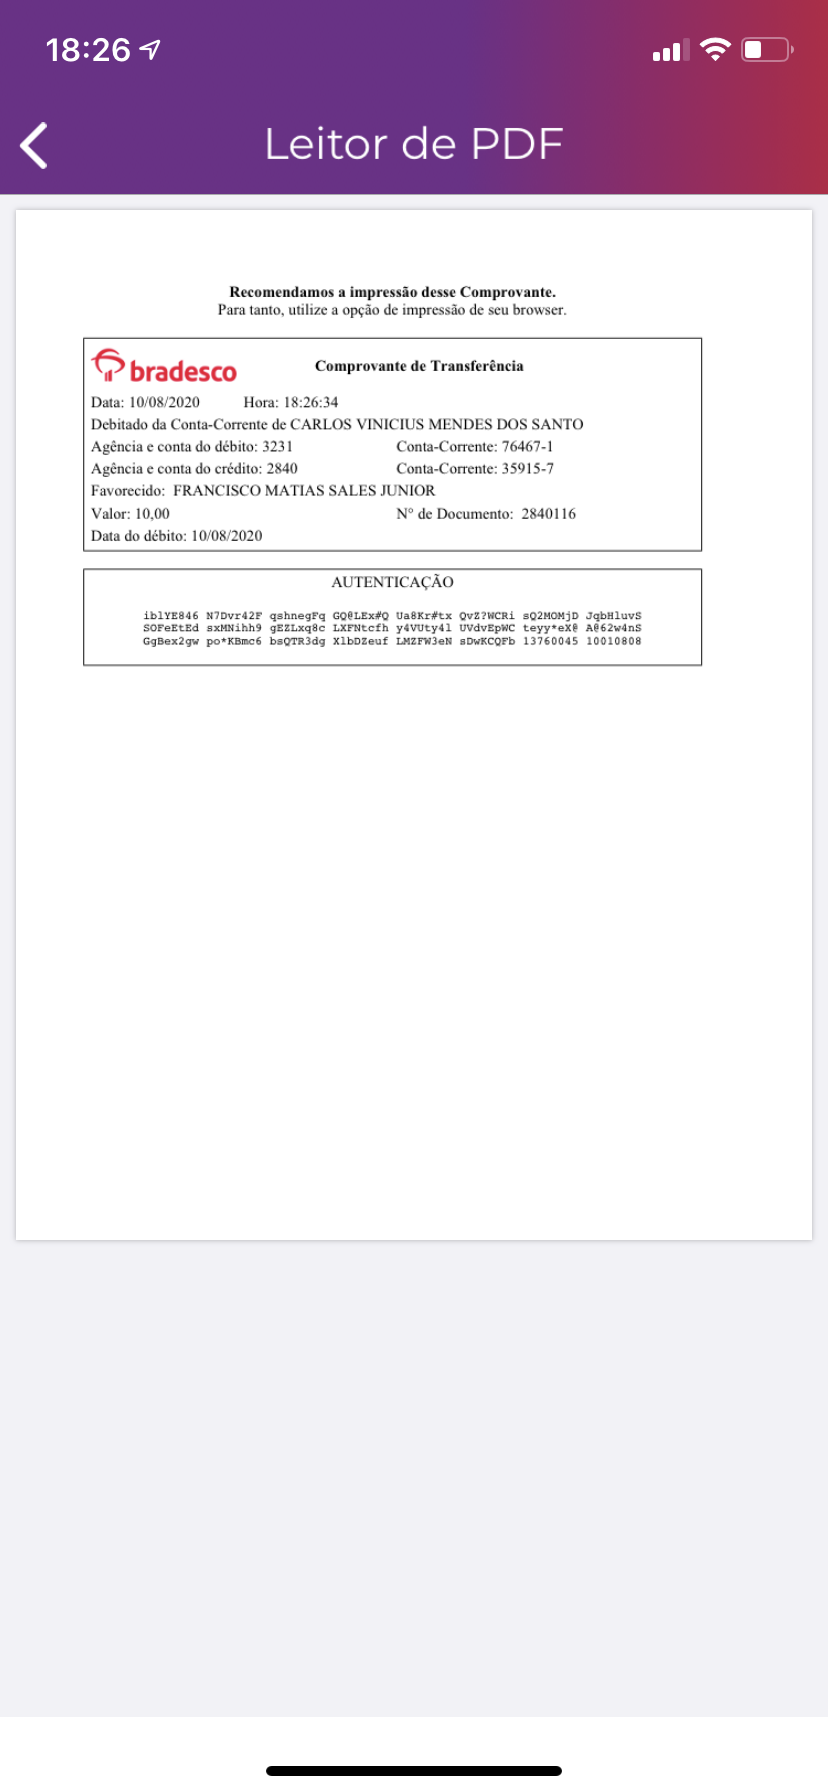 18:26
Leitor de PDF
Recomendamos a impressão desse Comprovante.
Para tanto, utilize a opção de impressão de seu browser.
bradesco
Comprovante de Transferência
Data: 10/08/2020 Hora: 18:26:34
Debitado da Conta-Corrente de CARLOS VINICIUS MENDES DOS SANTO
Agência e conta do débito: 3231 Conta-Corrente: 76467-1
Agência e conta do crédito: 2840 Conta-Corrente: 35915-7
Favorecido: FRANCISCO MATIAS SALES JUNIOR
Valor: 10,00 N° de Documento: 2840116
Data do débito: 10/08/2020
AUTENTICAÇÃO
iblYE846 N7Dvr42F qshnegFq GQ@LEx#Q Ua8Kr#tx QvZ?WCRi sQ2MOMjD JqbHluvS
SOFeEtEd sxMNihh9 gEZLxq8c LXFNtcfh y4VUty4l UVdvEpWC teyy*eX@ A@62w4nS
GgBex2gw po*KBmc6 bsQTR3dg XlbDZeuf LMZFW3eN sDwKCQFb 13760045 10010808